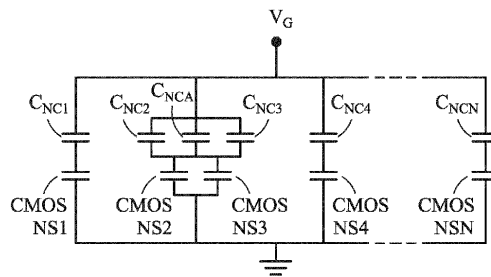 V_G
C_NC1
C_NC2
C_NCA
C_NC3
C_NC4
C_NCN
CMOS
NS1
CMOS
NS2
CMOS
NS3
CMOS
NS4
CMOS
NSN